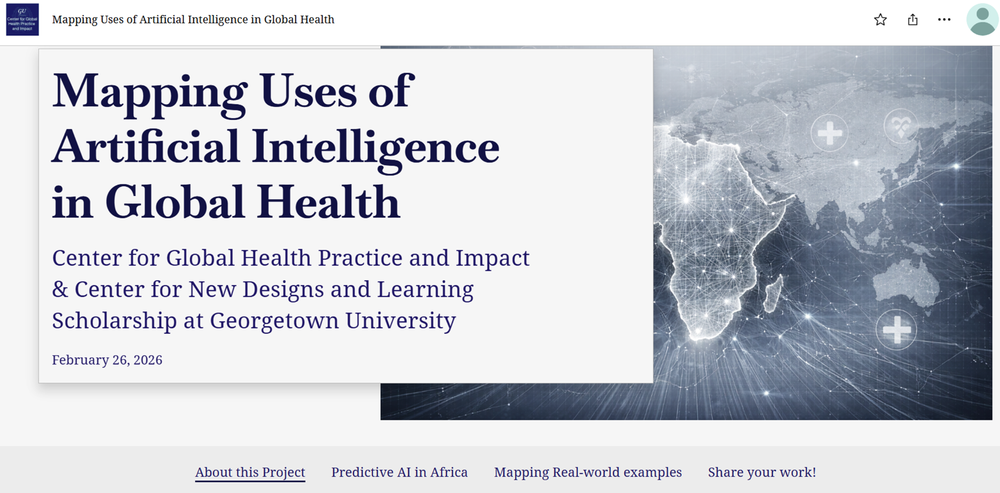 GU
Center for Global
Health Practice
and Impact
Mapping Uses of Artificial Intelligence in Global Health
Mapping Uses of
Artificial Intelligence
in Global Health
Center for Global Health Practice and Impact
& Center for New Designs and Learning
Scholarship at Georgetown University
February 26, 2026
About this Project
Predictive AI in Africa
Mapping Real-world examples
Share your work!